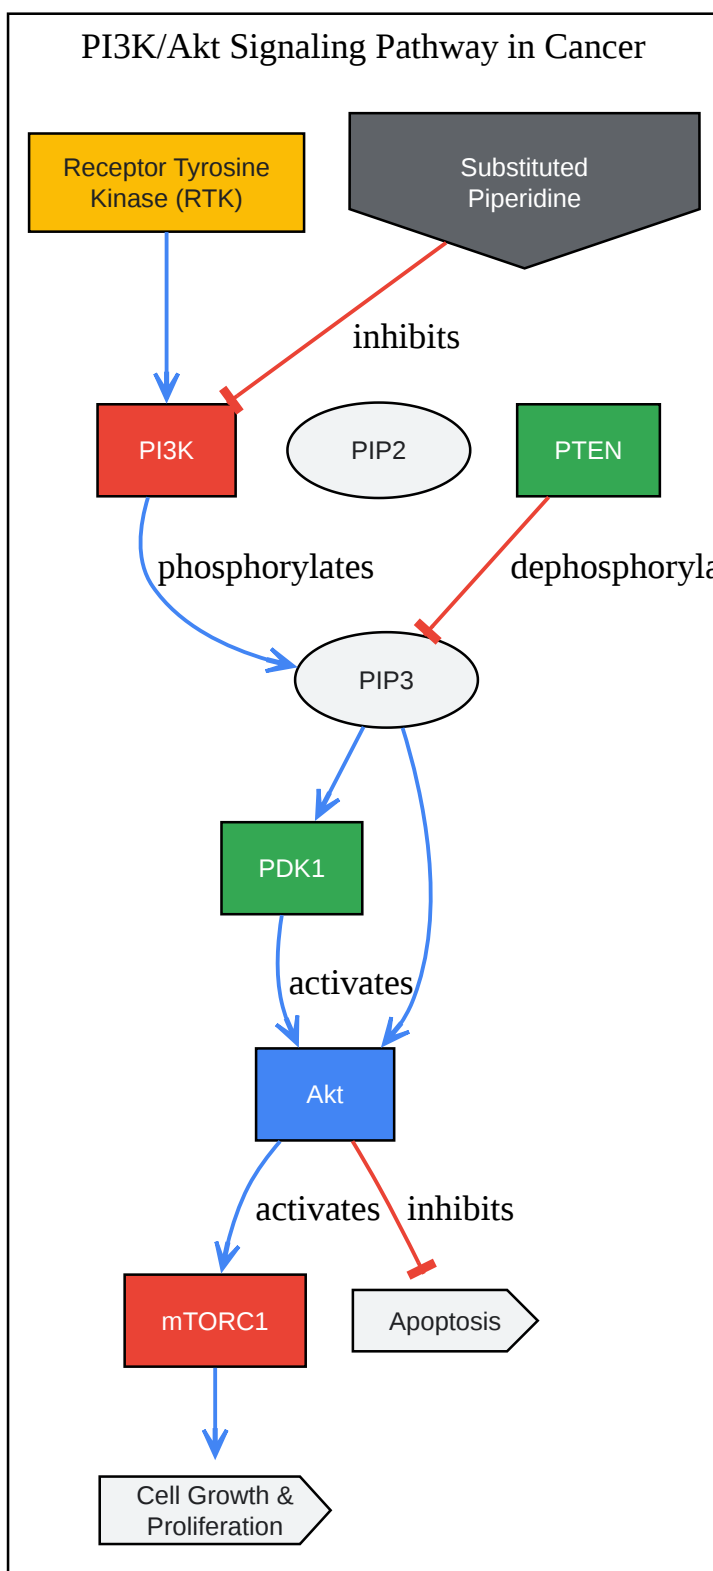 PI3K/Akt Signaling Pathway in Cancer
Receptor Tyrosine
Kinase (RTK)
Substituted
Piperidine
inhibits
PI3K
PIP2
PTEN
phosphorylates
dephosphoryla
PIP3
PDK1
activates
Akt
activates
inhibits
mTORC1
Apoptosis
Cell Growth &
Proliferation